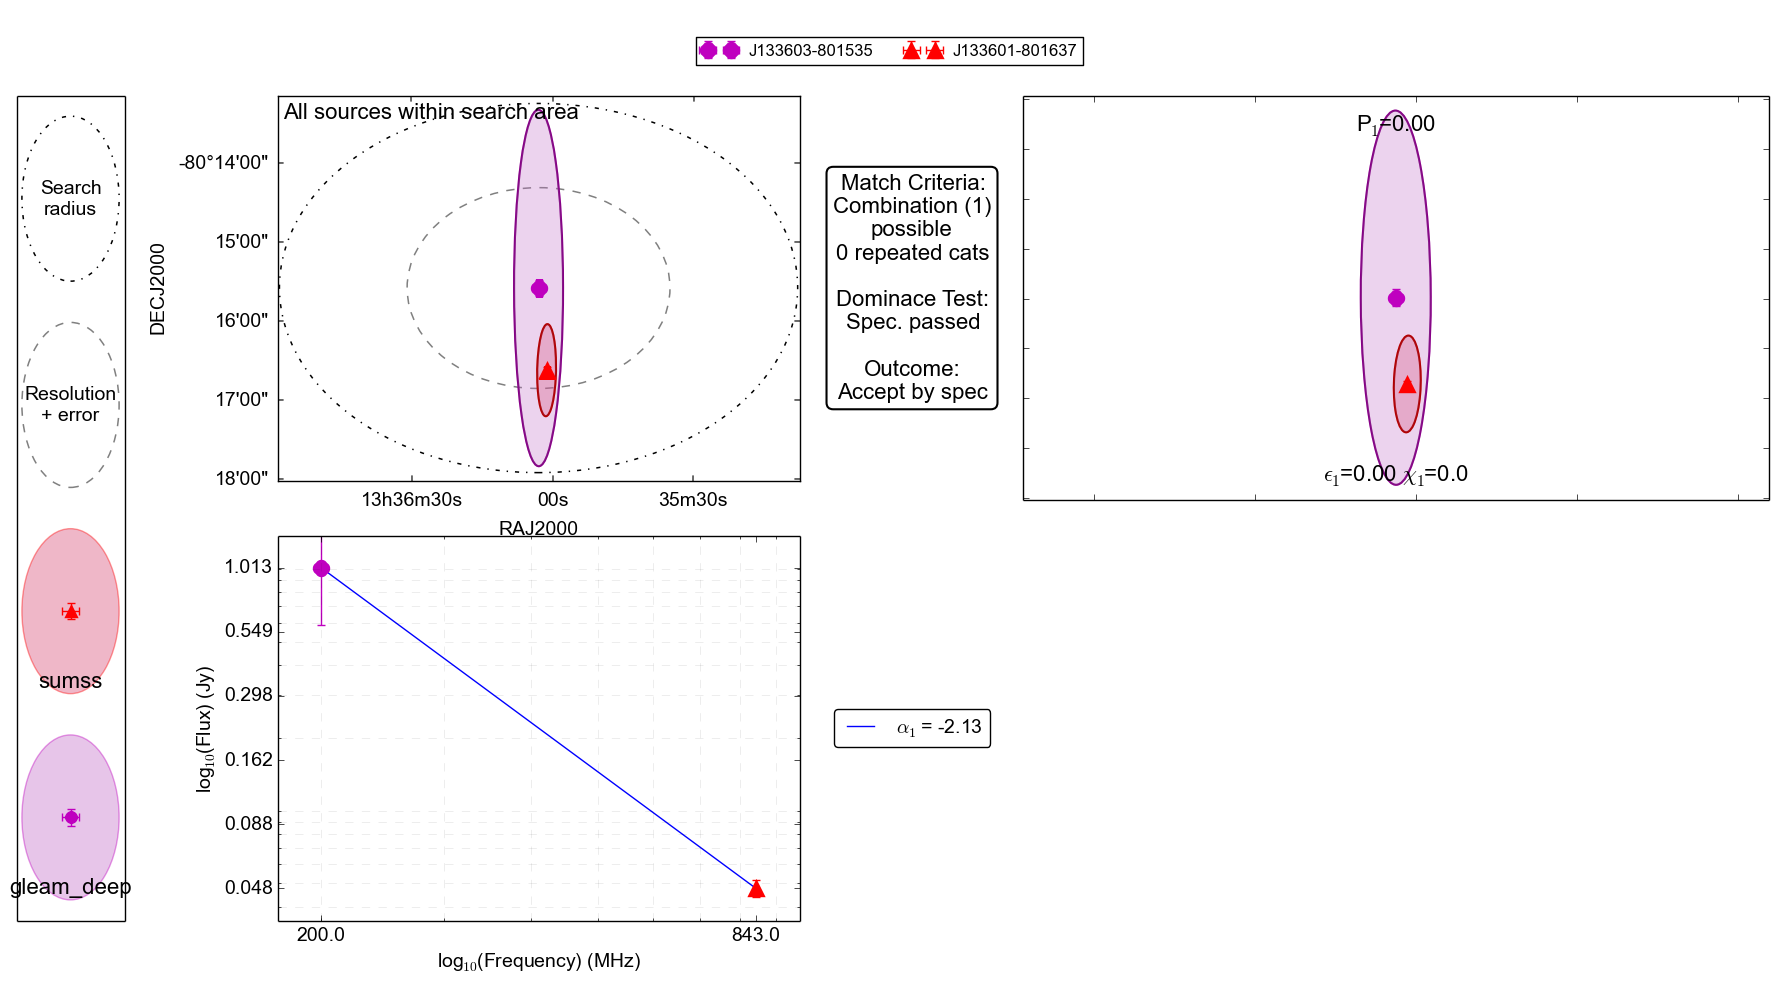 J133603-801535 J133601-801637
Search
radius
Resolution
+ error
sumss
gleam_deep
All sources within search area
DECJ2000
-80°14'00"
15'00"
16'00"
17'00"
18'00"
13h36m30s 00s 35m30s
RAJ2000
Match Criteria:
Combination (1)
possible
0 repeated cats
Dominace Test:
Spec. passed
Outcome:
Accept by spec
P₁=0.00
ϵ₁=0.00 χ₁=0.0
log₁₀(Flux) (Jy)
1.013
0.549
0.298
0.162
0.088
0.048
200.0 843.0
log₁₀(Frequency) (MHz)
α₁ = -2.13